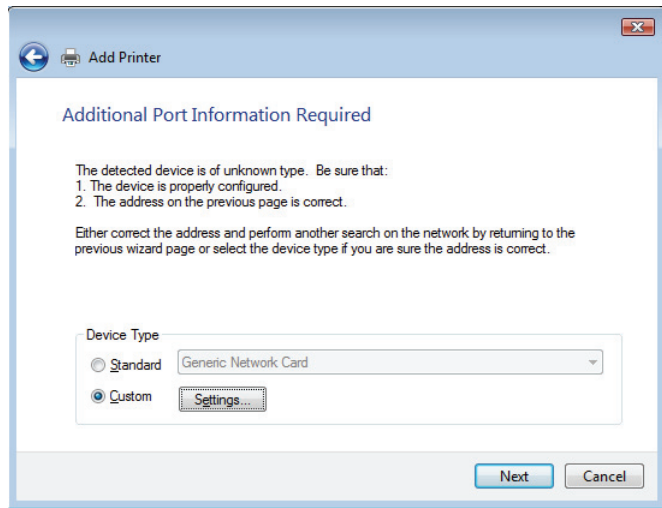 Add Printer
Additional Port Information Required
The detected device is of unknown type. Be sure that:
1. The device is properly configured.
2. The address on the previous page is correct.
Either correct the address and perform another search on the network by returning to the
previous wizard page or select the device type if you are sure the address is correct.
Device Type
Standard
Generic Network Card
Custom
Settings...
Next
Cancel